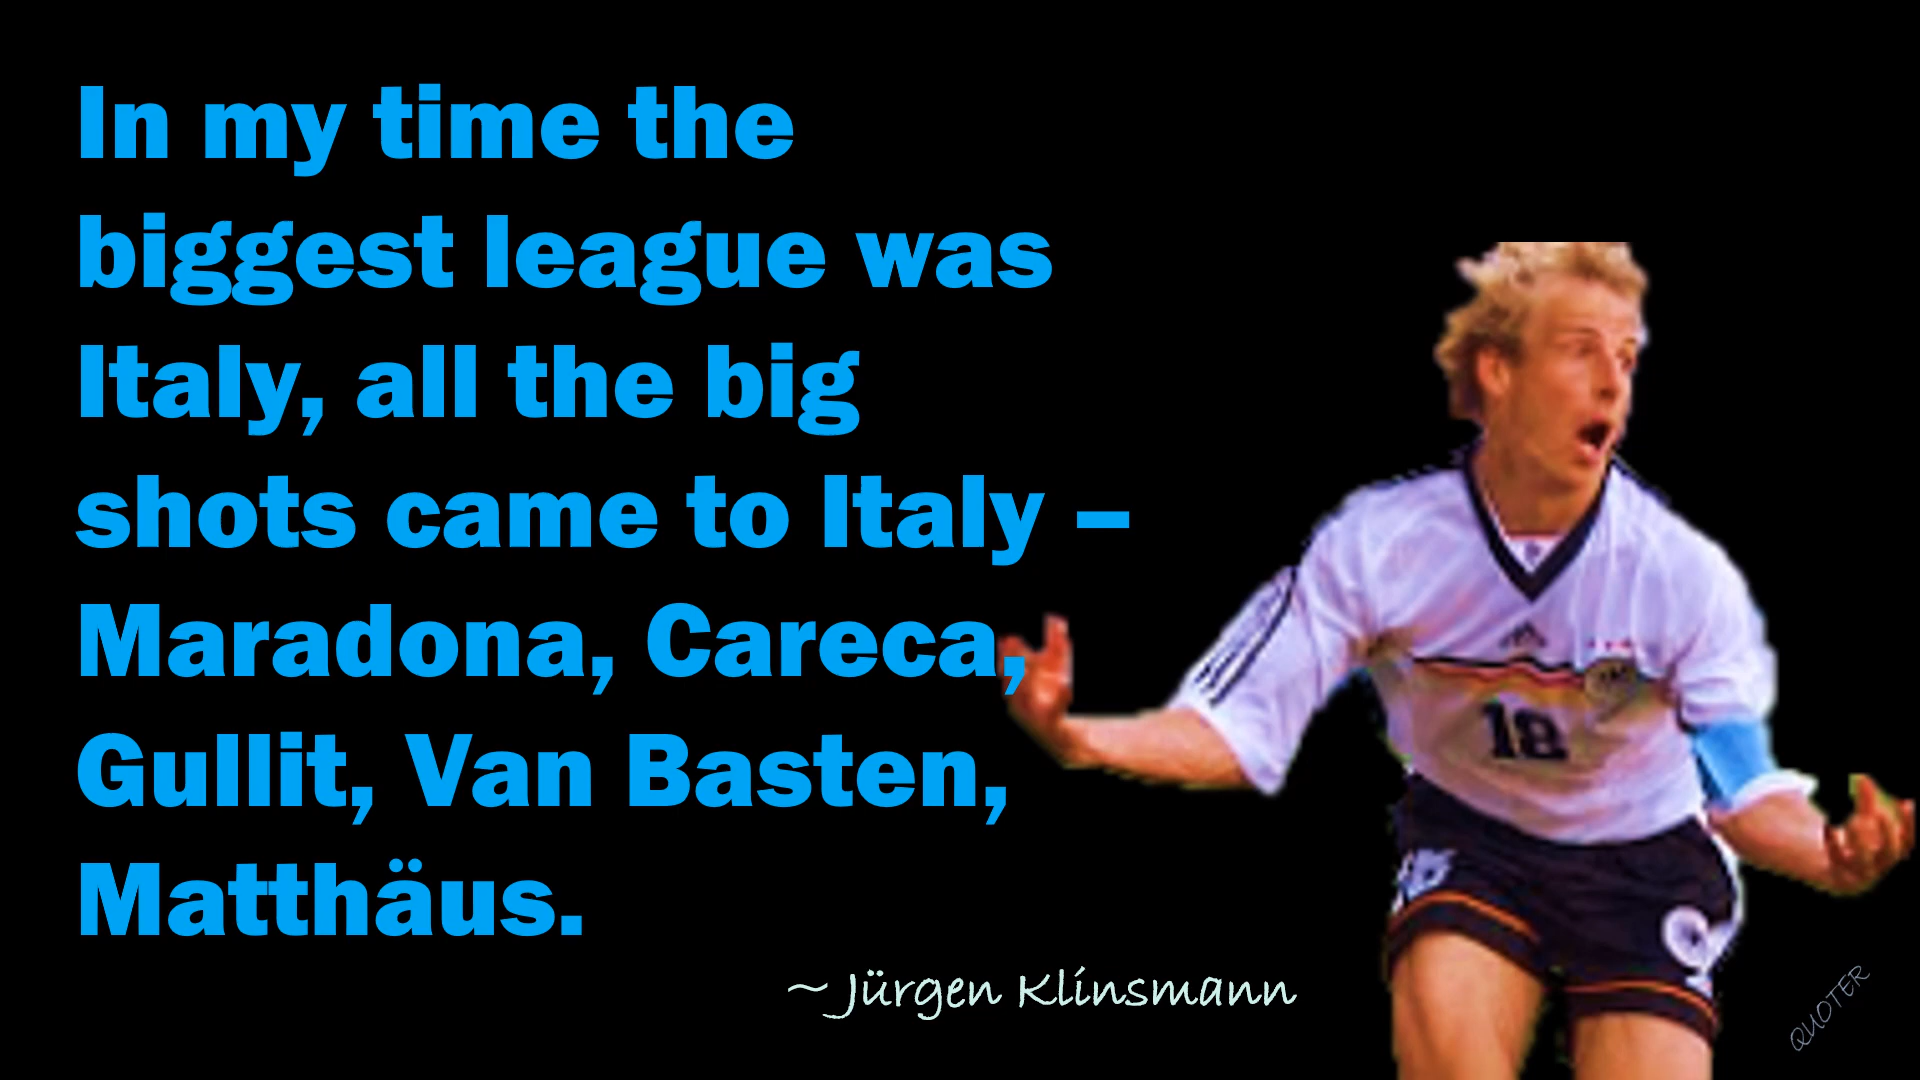 In my time the
biggest league was
Italy, all the big
shots came to Italy –
Maradona, Careca,
Gullit, Van Basten,
Matthäus.
~ Jürgen Klinsmann
18
QUOTER